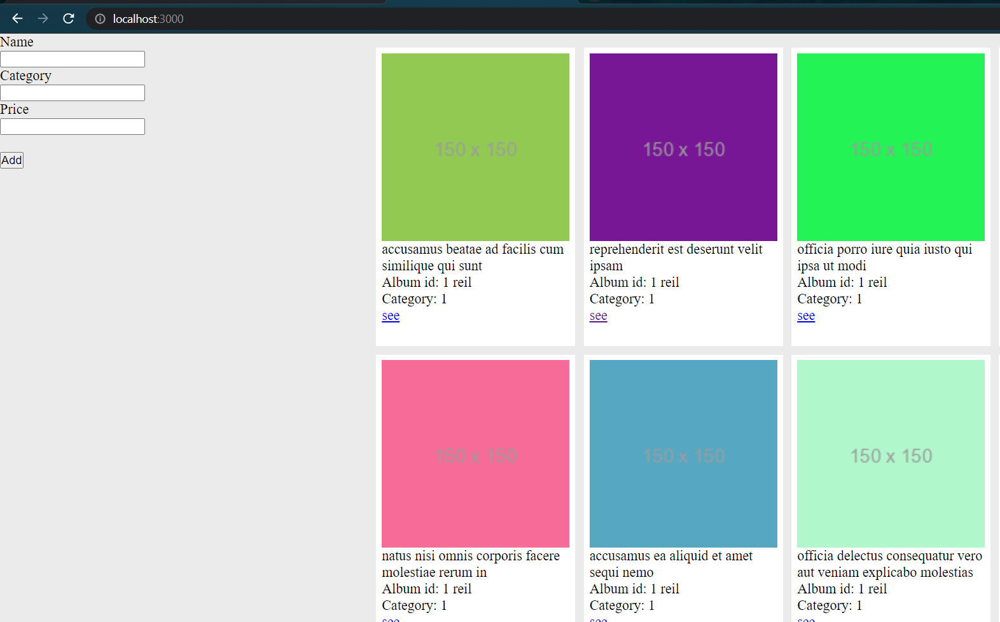 localhost:3000
Name
Category
Price
Add
150 x 150
accusamus beatae ad facilis cum
similique qui sunt
Album id: 1 reil
Category: 1
see
150 x 150
reprehenderit est deserunt velit
ipsam
Album id: 1 reil
Category: 1
see
150 x 150
officia porro iure quia iusto qui
ipsa ut modi
Album id: 1 reil
Category: 1
see
150 x 150
natus nisi omnis corporis facere
molestiae rerum in
Album id: 1 reil
Category: 1
see
150 x 150
accusamus ea aliquid et amet
sequi nemo
Album id: 1 reil
Category: 1
see
150 x 150
officia delectus consequatur vero
aut veniam explicabo molestias
Album id: 1 reil
Category: 1
see